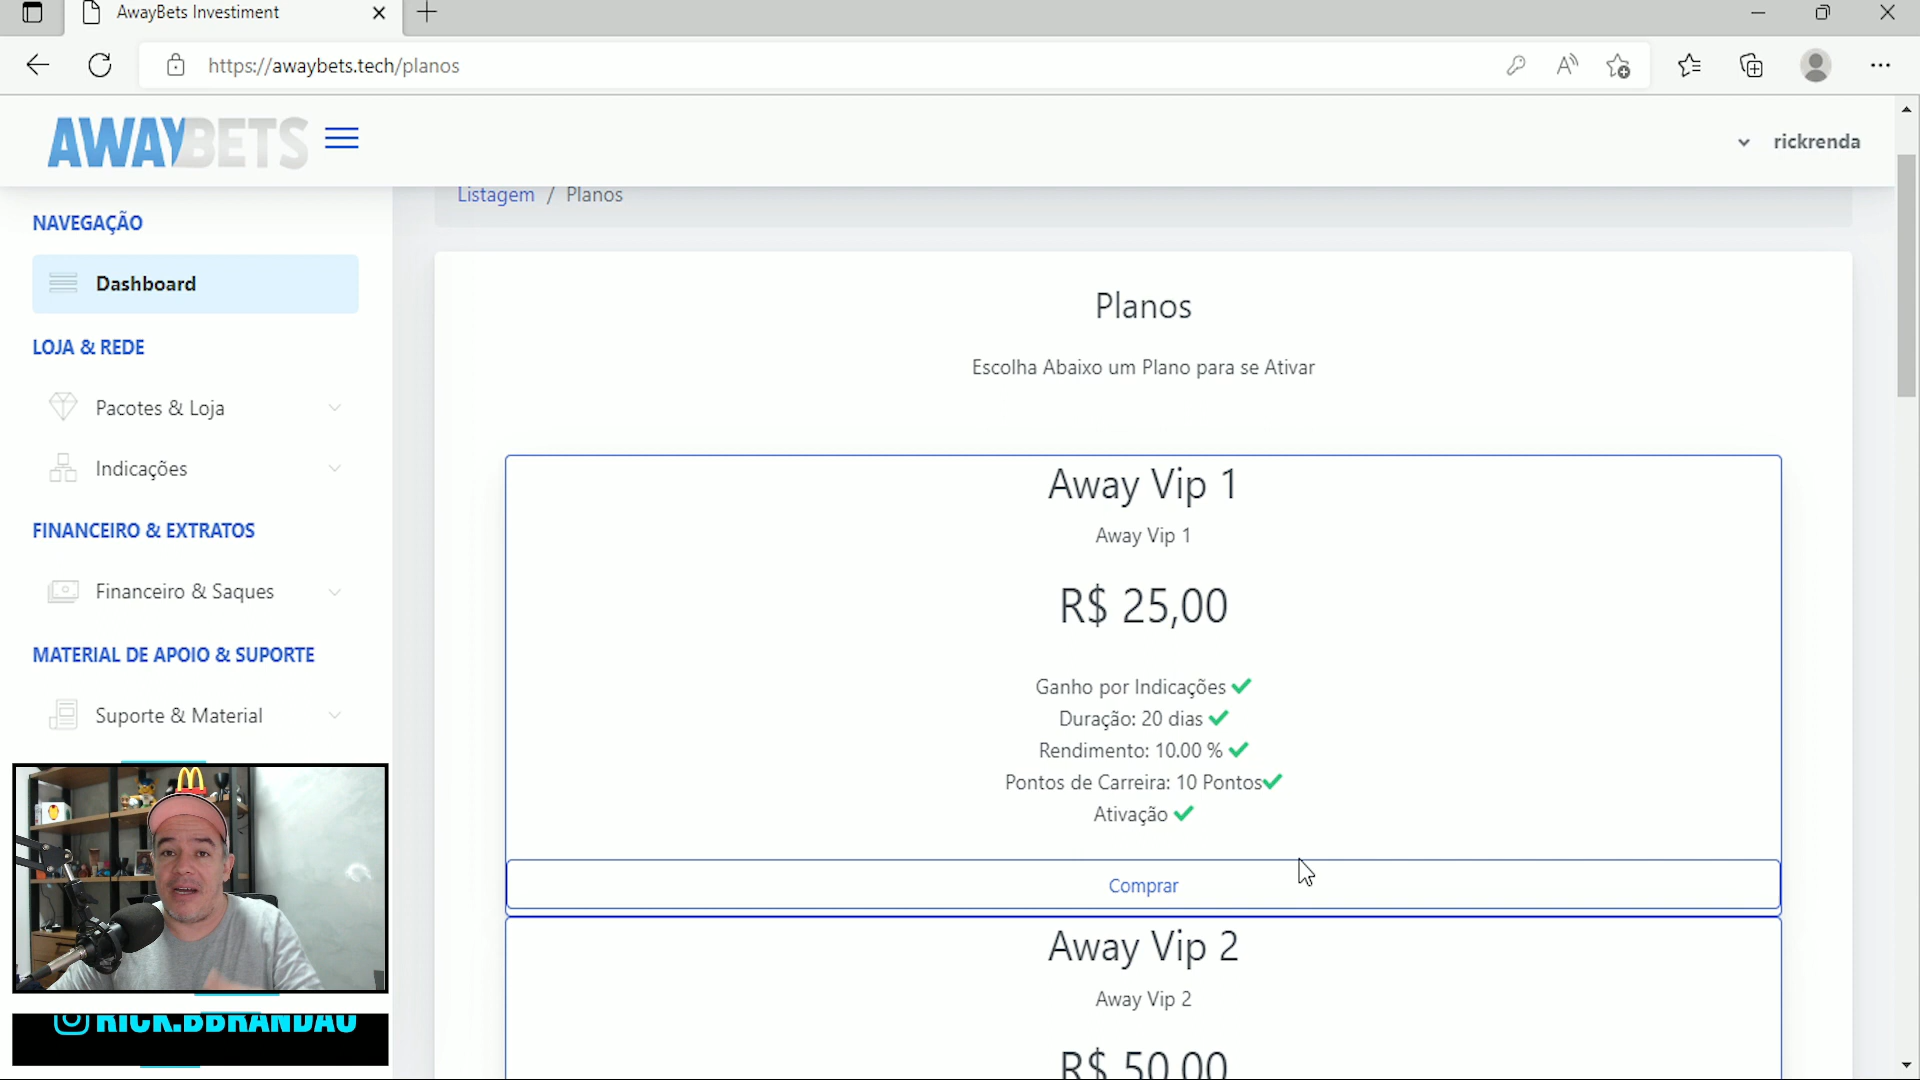 AwayBets Investiment
https://awaybets.tech/planos
AWAYBETS
rickrenda
Listagem / Planos
NAVEGAÇÃO
Dashboard
LOJA & REDE
Pacotes & Loja
Indicações
FINANCEIRO & EXTRATOS
Financeiro & Saques
MATERIAL DE APOIO & SUPORTE
Suporte & Material
Planos
Escolha Abaixo um Plano para se Ativar
Away Vip 1
Away Vip 1
R$ 25,00
Ganho por Indicações
Duração: 20 dias
Rendimento: 10.00 %
Pontos de Carreira: 10 Pontos
Ativação
Comprar
Away Vip 2
Away Vip 2
R$ 50,00
RICK.BBRANDAO